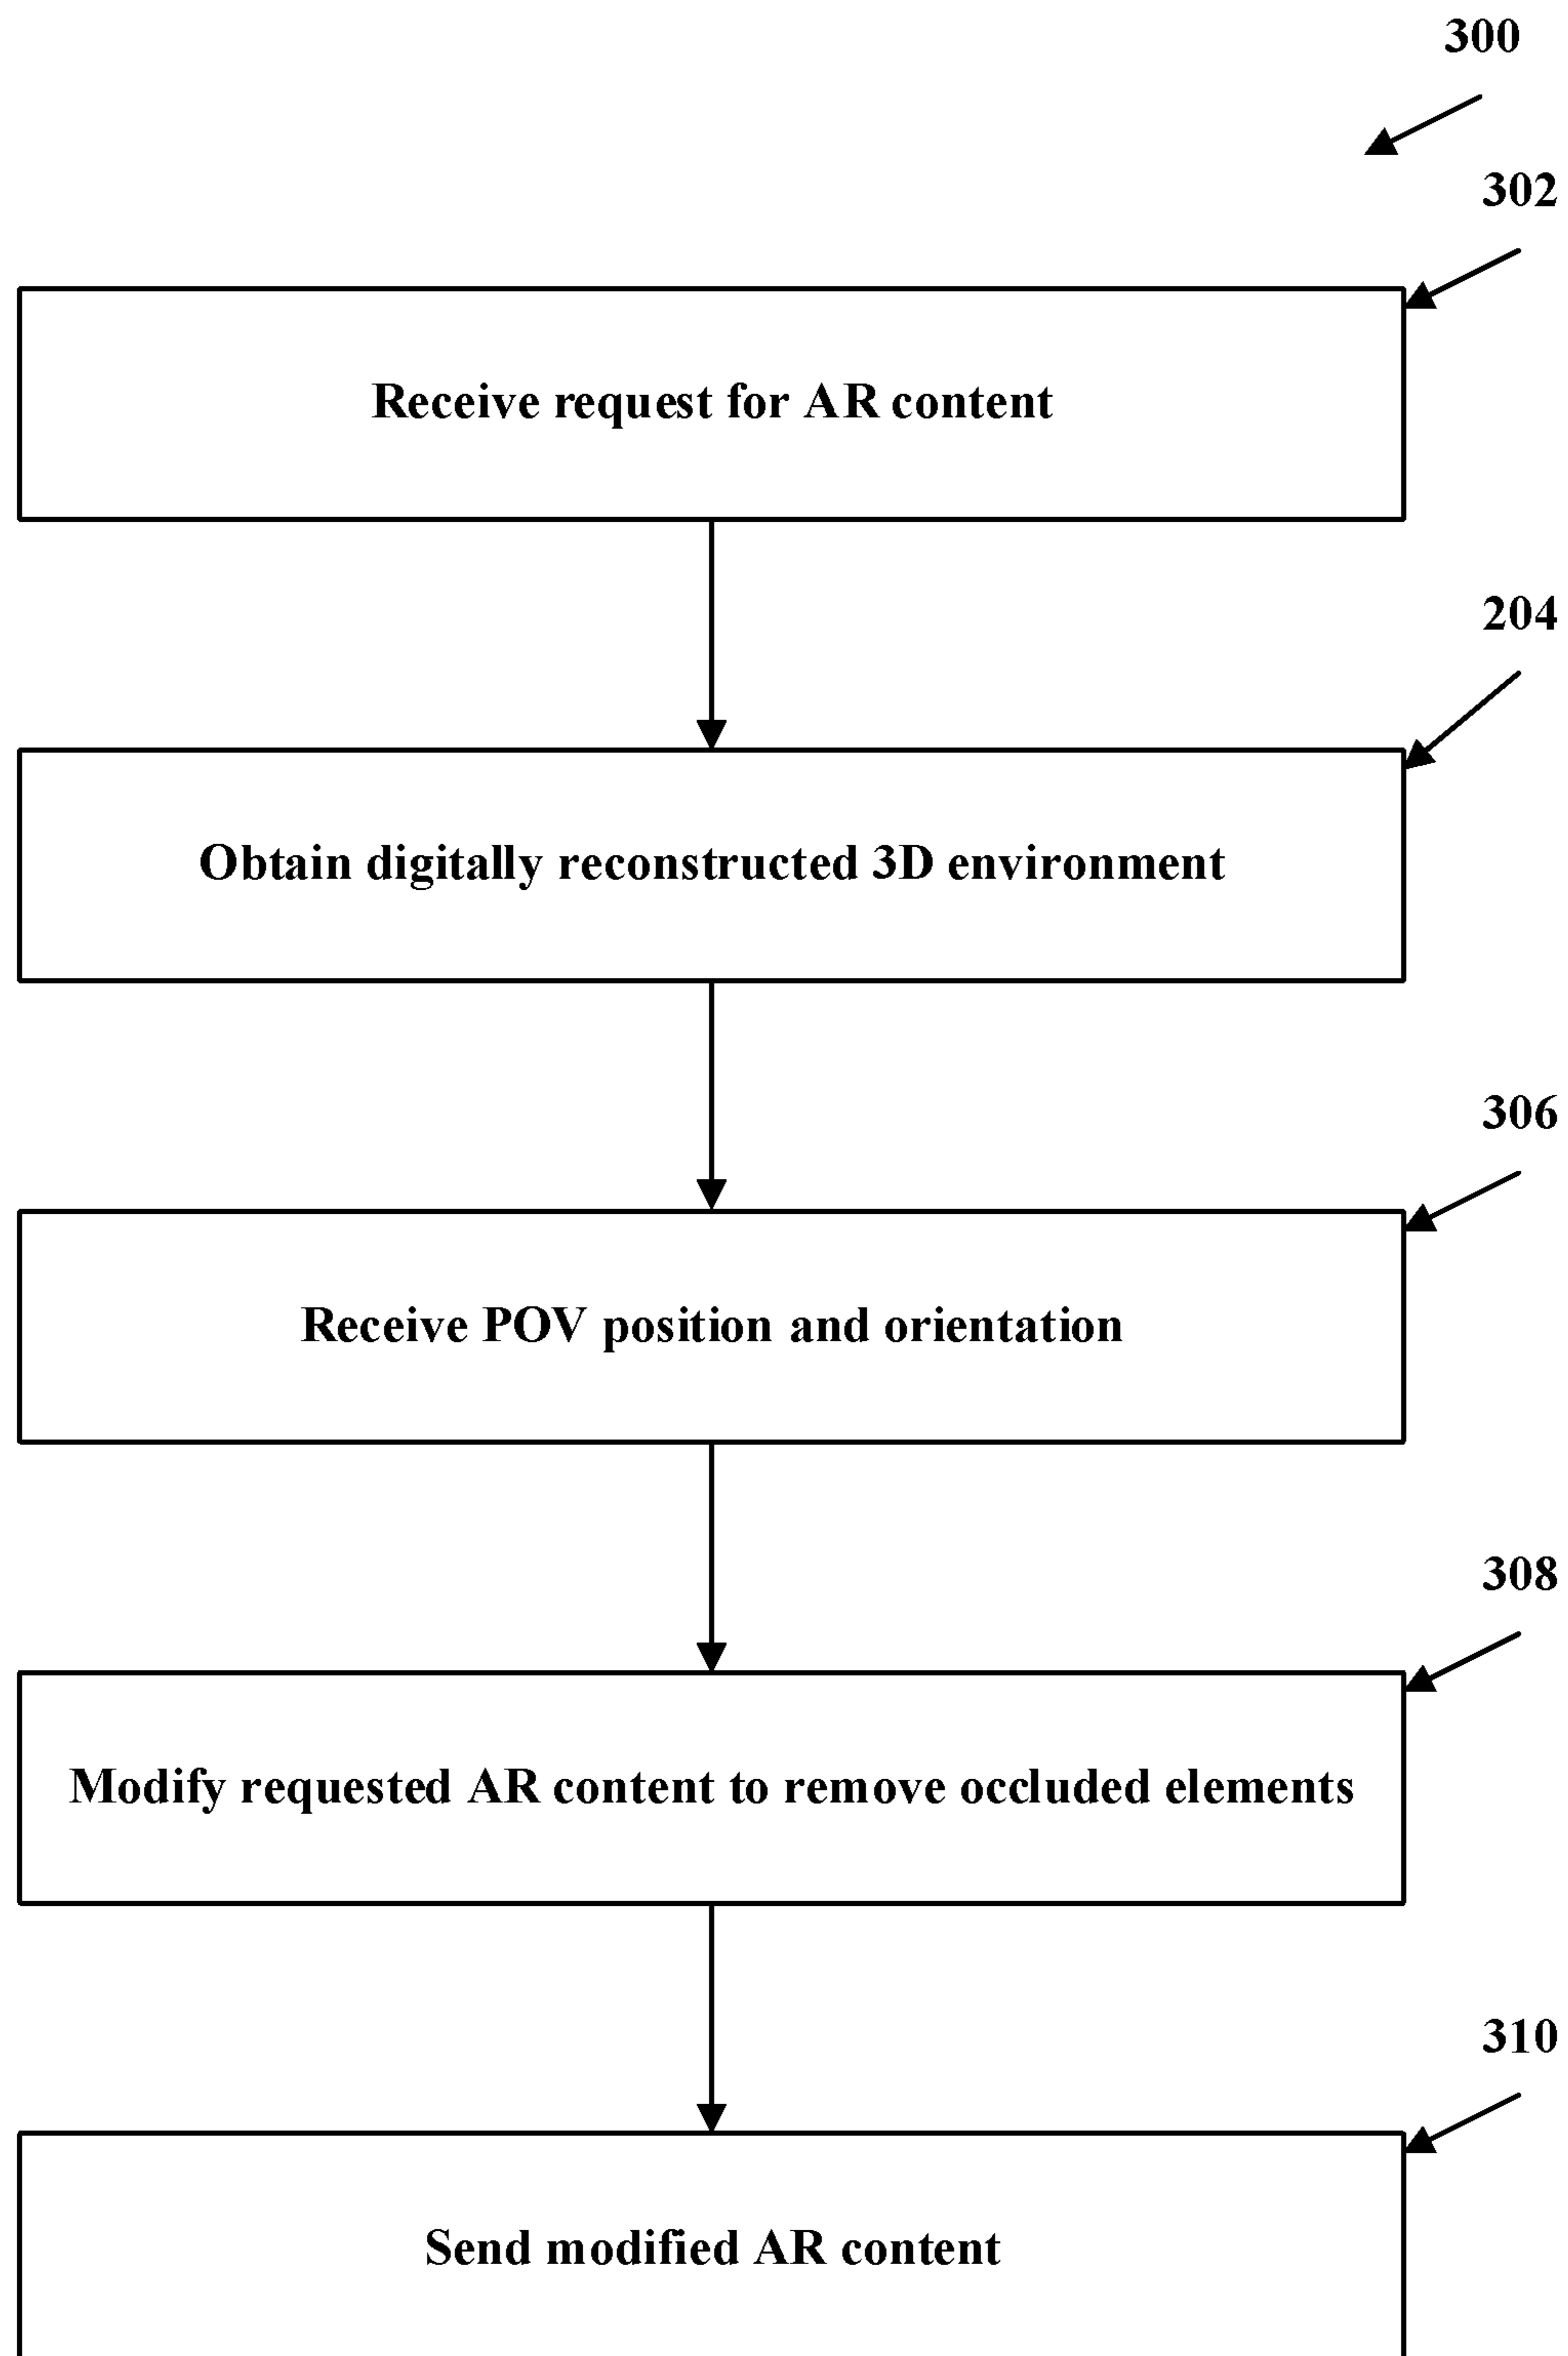 300
302
Receive request for AR content
204
Obtain digitally reconstructed 3D environment
306
Receive POV position and orientation
308
Modify requested AR content to remove occluded elements
310
Send modified AR content